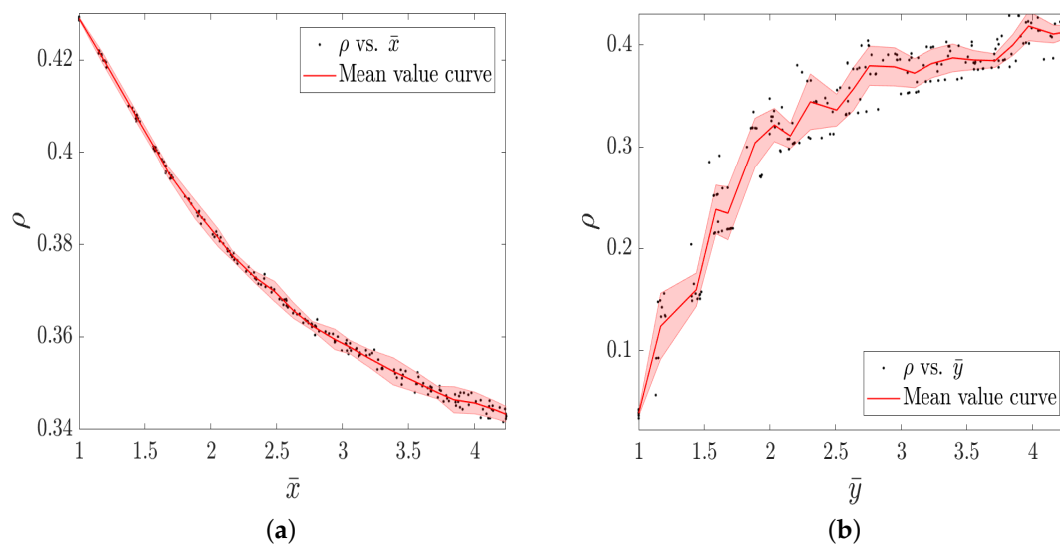 0.42
0.4
0.38
0.36
0.34
ρ
1
1.5
2
2.5
3
3.5
4
x̄
ρ vs. x̄
Mean value curve
(a)
0.4
0.3
0.2
0.1
ρ
1
1.5
2
2.5
3
3.5
4
ȳ
ρ vs. ȳ
Mean value curve
(b)